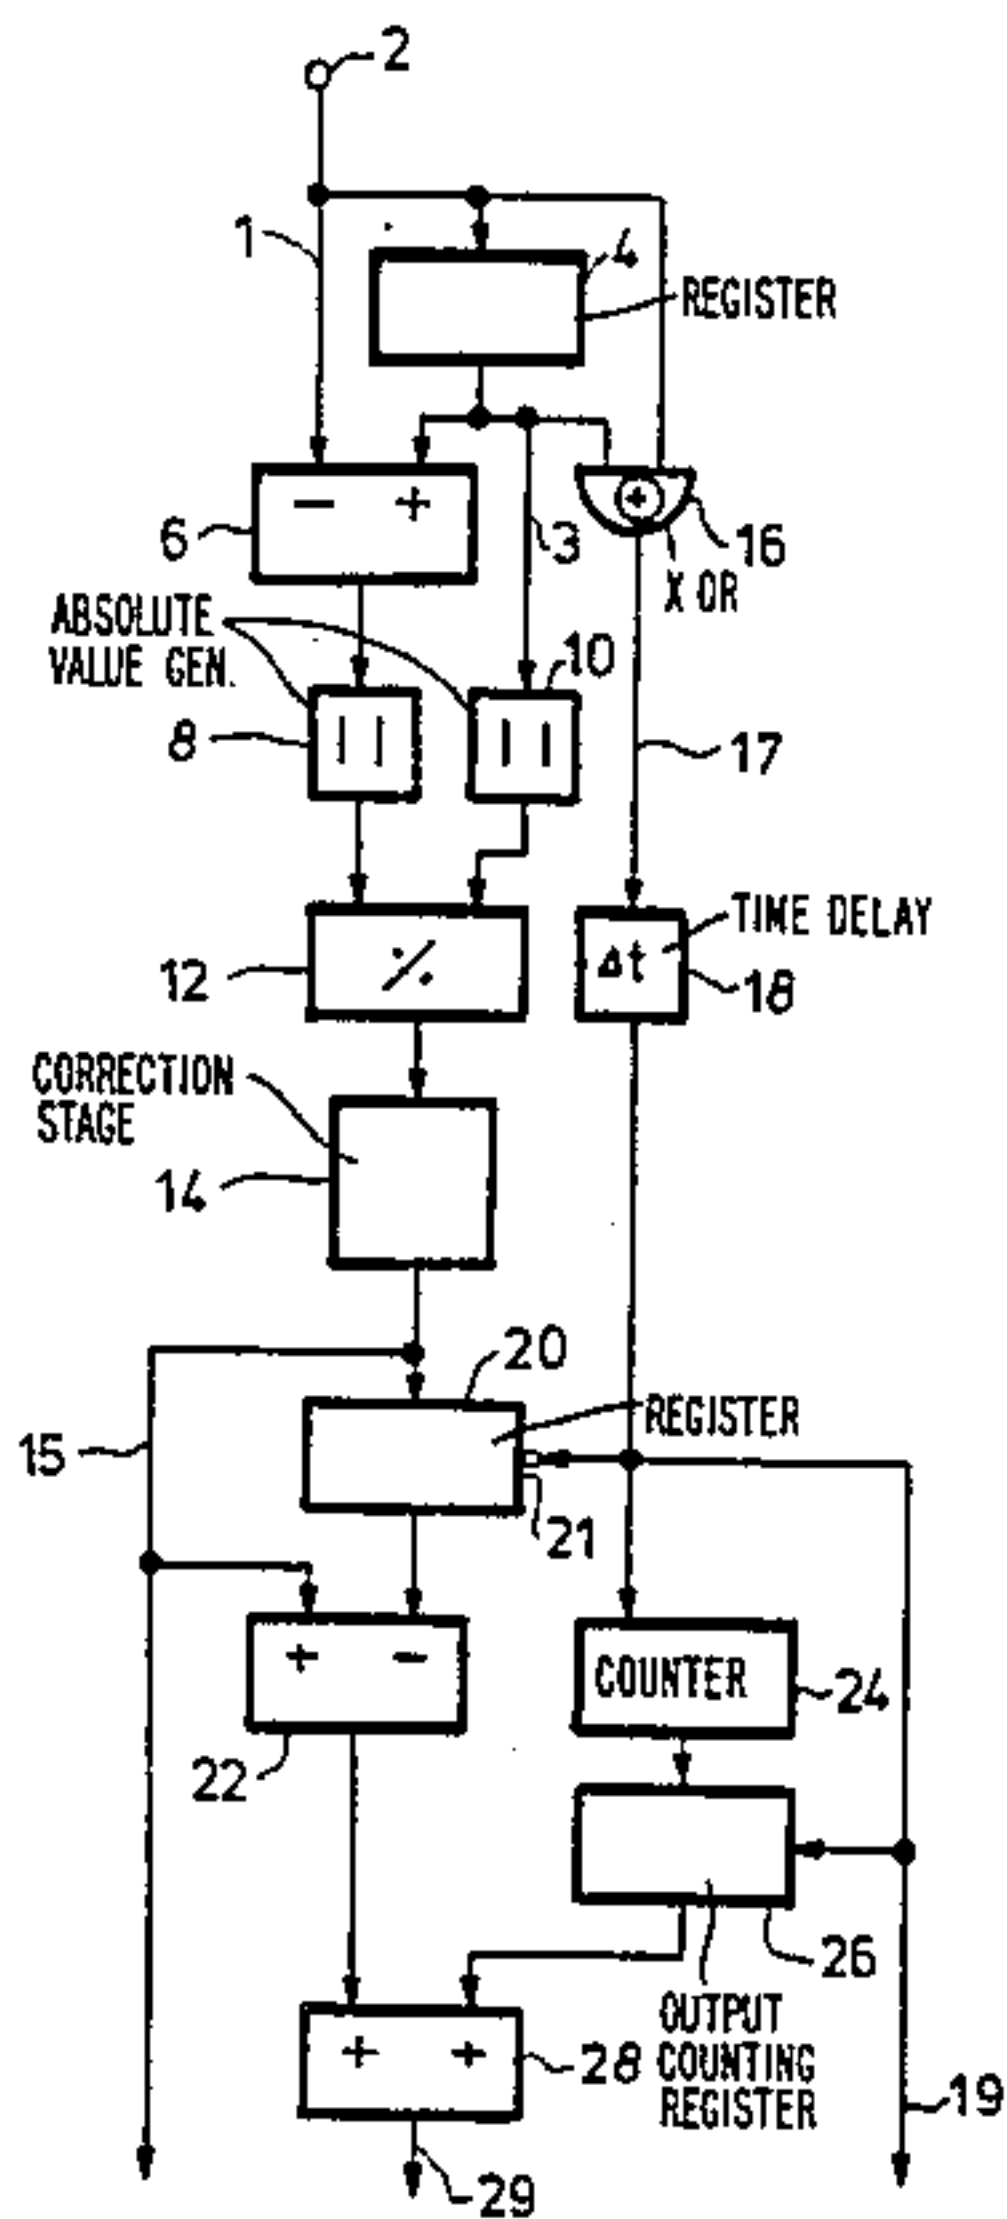 2
1
4
REGISTER
− +
6
3
16
X OR
ABSOLUTE
VALUE GEN.
10
8
| |
| |
17
TIME DELAY
12
⁒
Δt
18
CORRECTION
STAGE
14
20
REGISTER
15
21
+ −
COUNTER
24
22
26
OUTPUT
COUNTING
REGISTER
+ +
28
19
29